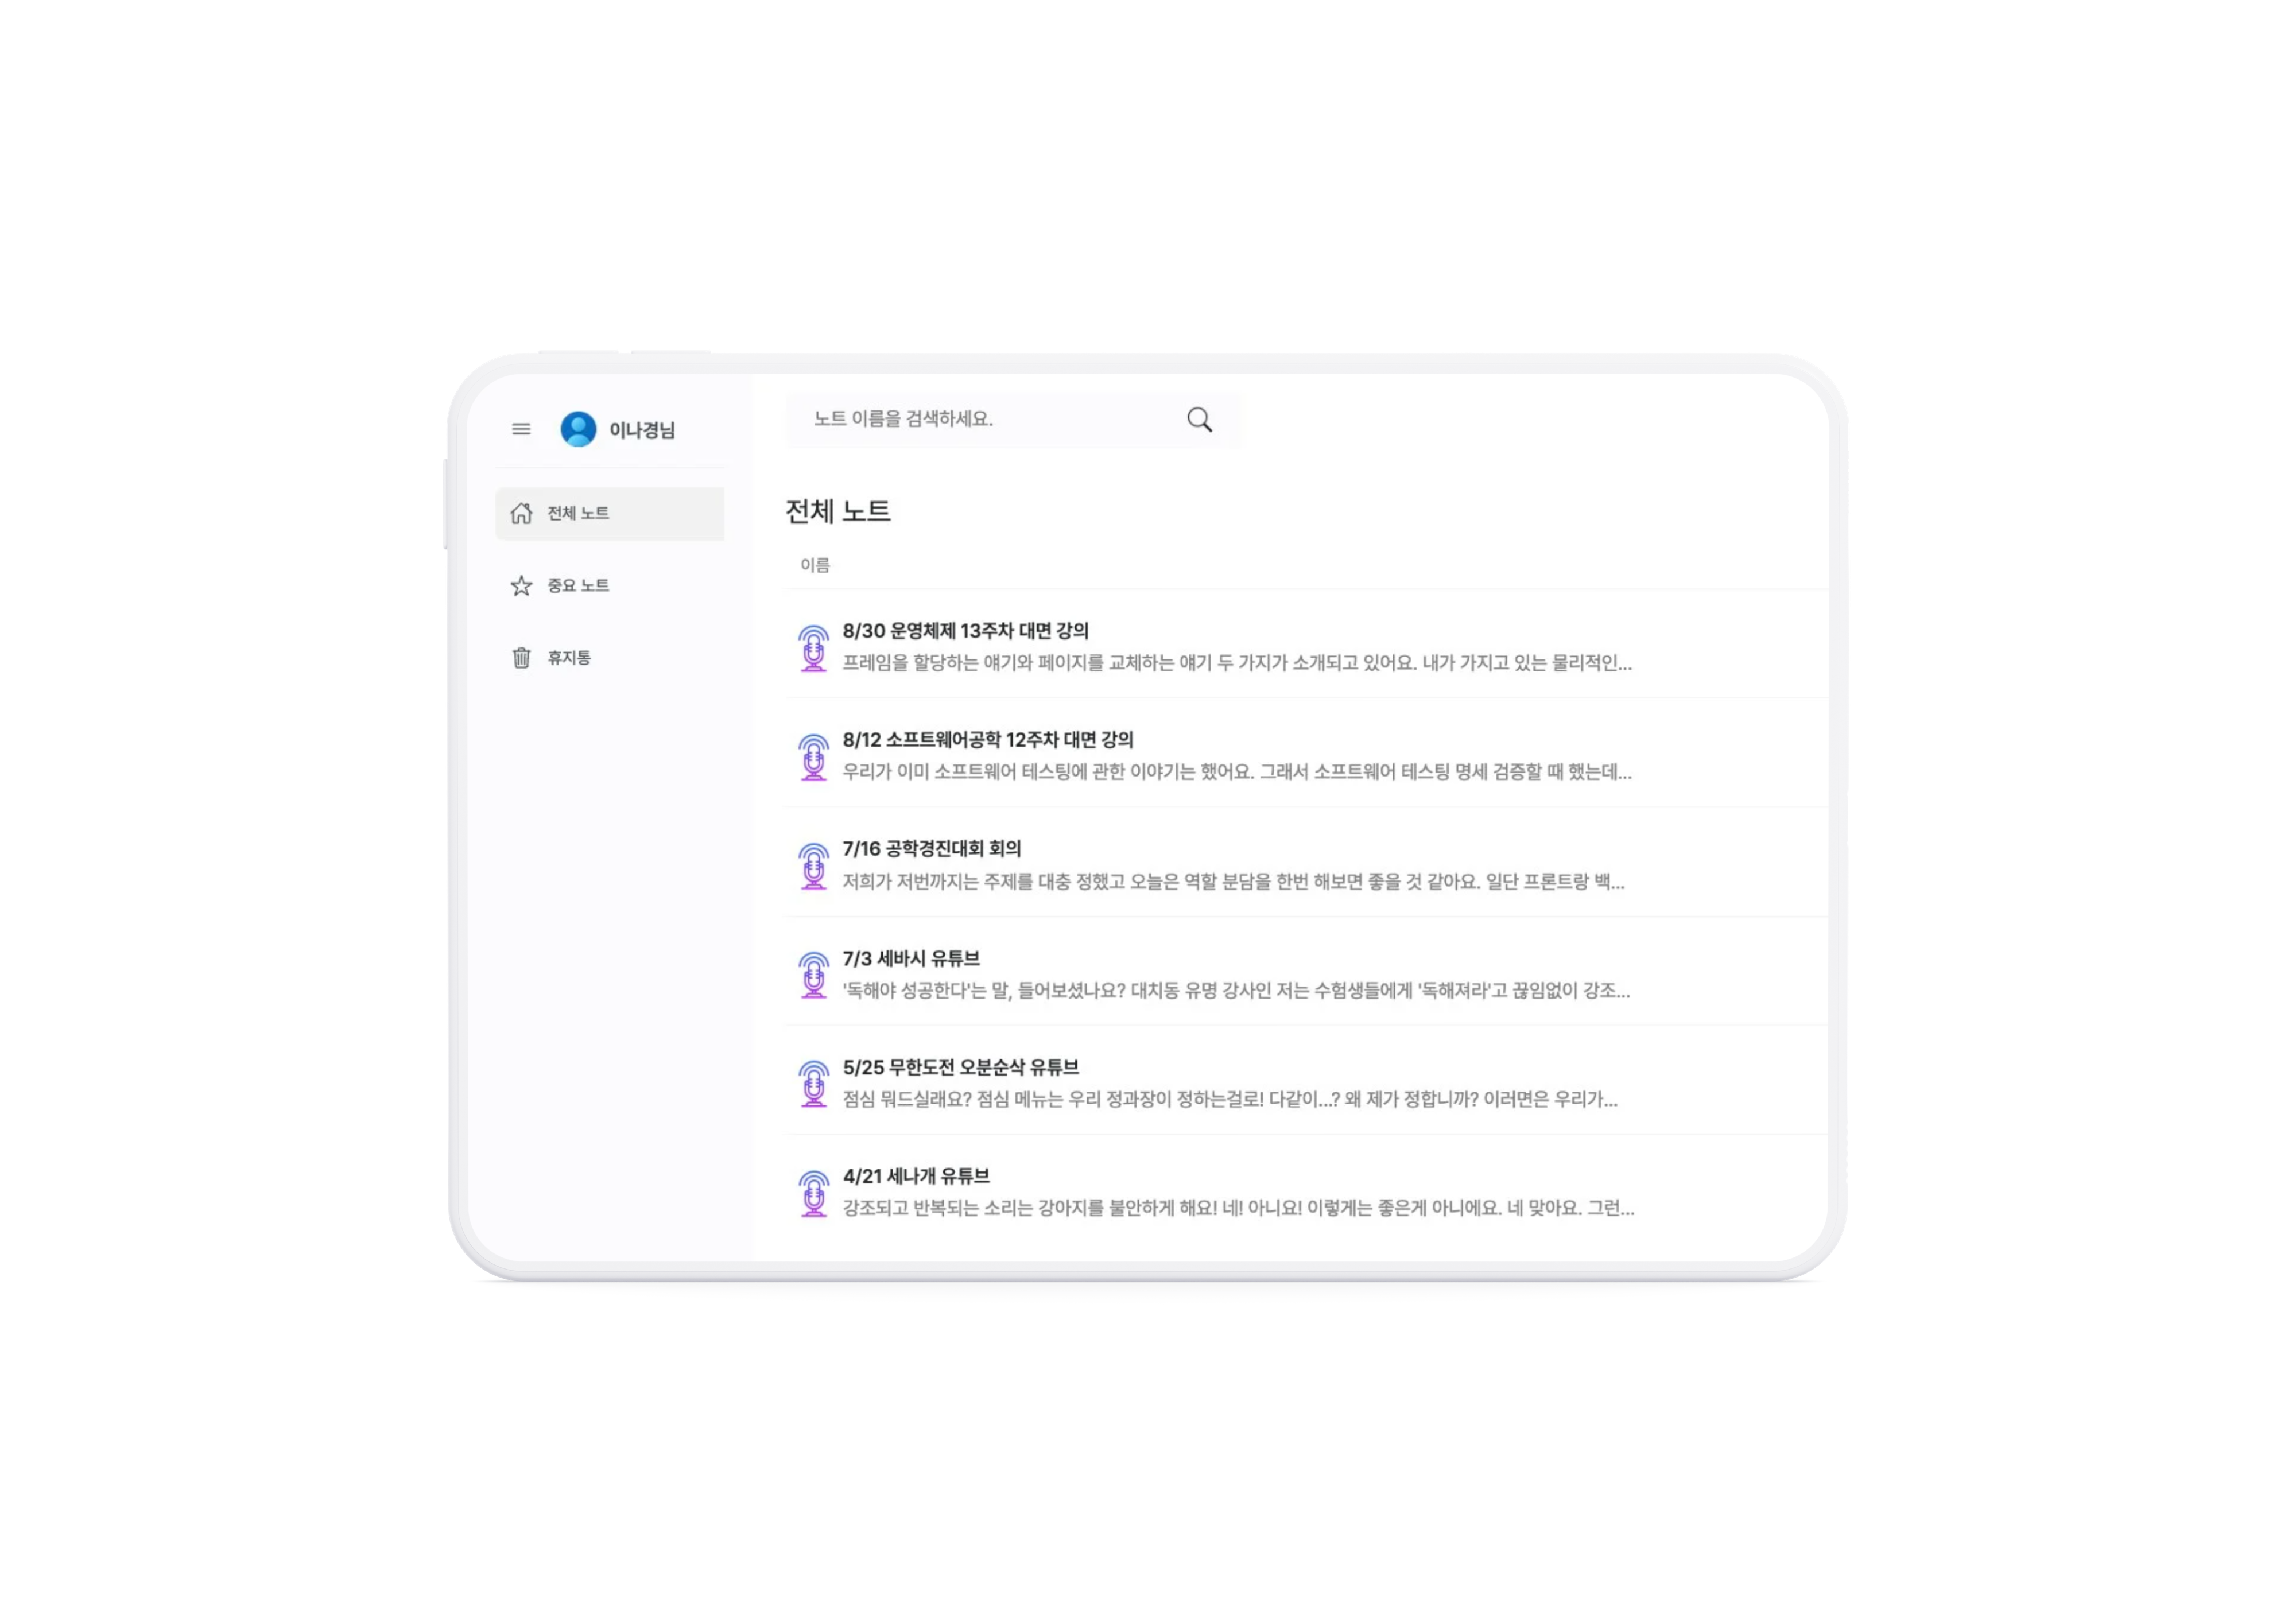 이나경님
전체 노트
중요 노트
휴지통
노트 이름을 검색하세요.
전체 노트
이름
8/30 운영체제 13주차 대면 강의
프레임을 할당하는 얘기와 페이지를 교체하는 얘기 두 가지가 소개되고 있어요. 내가 가지고 있는 물리적인...
8/12 소프트웨어공학 12주차 대면 강의
우리가 이미 소프트웨어 테스팅에 관한 이야기는 했어요. 그래서 소프트웨어 테스팅 명세 검증할 때 했는데...
7/16 공학경진대회 회의
저희가 저번까지는 주제를 대충 정했고 오늘은 역할 분담을 한번 해보면 좋을 것 같아요. 일단 프론트랑 백...
7/3 세바시 유튜브
'독해야 성공한다'는 말, 들어보셨나요? 대치동 유명 강사인 저는 수험생들에게 '독해져라'고 끊임없이 강조...
5/25 무한도전 오분순삭 유튜브
점심 뭐드실래요? 점심 메뉴는 우리 정과장이 정하는걸로! 다같이...? 왜 제가 정합니까? 이러면은 우리가...
4/21 세나개 유튜브
강조되고 반복되는 소리는 강아지를 불안하게 해요! 네! 아니요! 이렇게는 좋은게 아니에요. 네 맞아요. 그런...